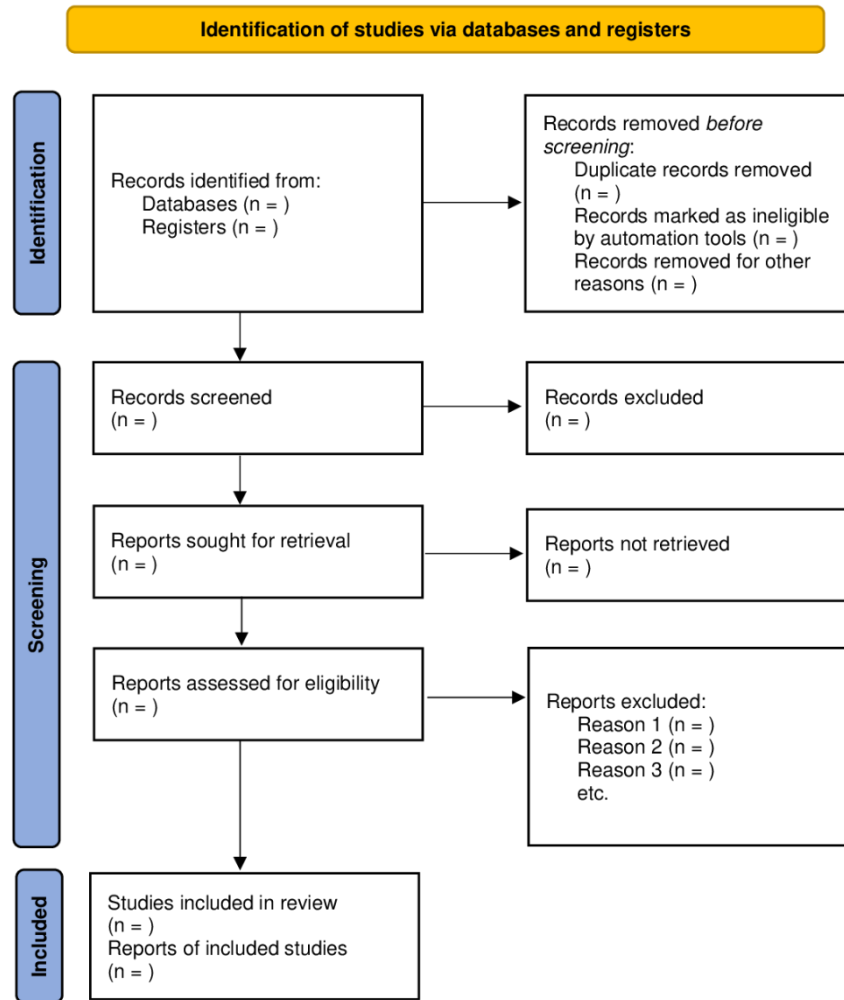 Identification of studies via databases and registers
Identification
Records identified from:
Databases (n = )
Registers (n = )
Records removed before
screening:
Duplicate records removed
(n = )
Records marked as ineligible
by automation tools (n = )
Records removed for other
reasons (n = )
Screening
Records screened
(n = )
Records excluded
(n = )
Reports sought for retrieval
(n = )
Reports not retrieved
(n = )
Reports assessed for eligibility
(n = )
Reports excluded:
Reason 1 (n = )
Reason 2 (n = )
Reason 3 (n = )
etc.
Included
Studies included in review
(n = )
Reports of included studies
(n = )